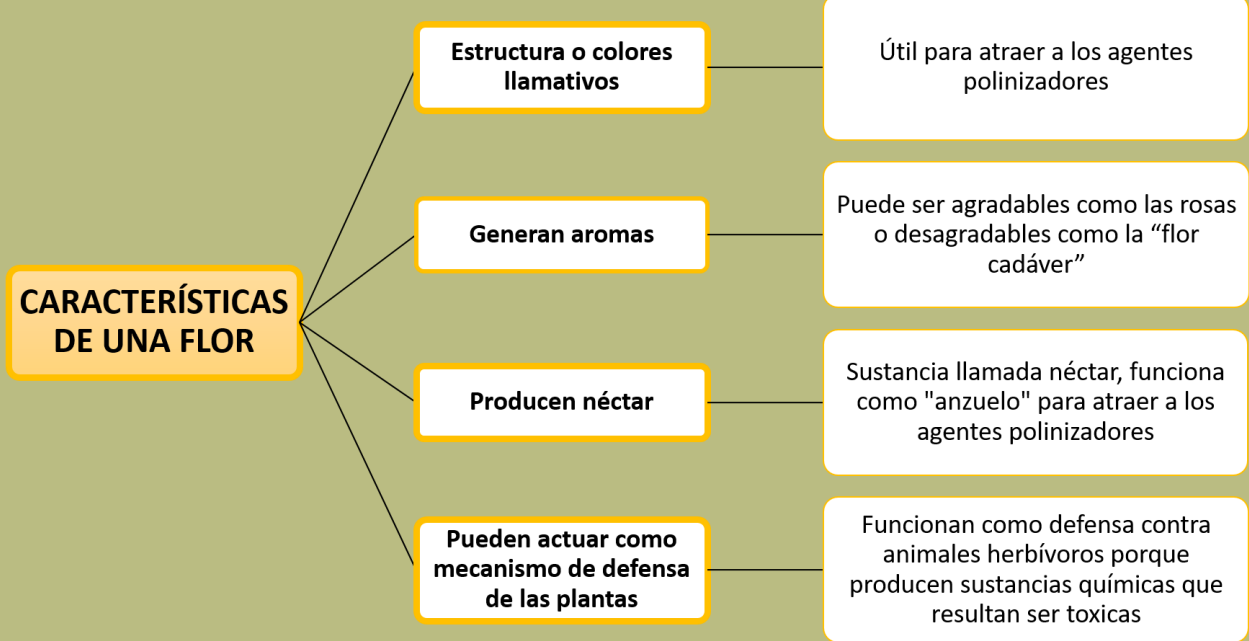 CARACTERÍSTICAS
DE UNA FLOR
Estructura o colores
llamativos
Útil para atraer a los agentes
polinizadores
Generan aromas
Puede ser agradables como las rosas
o desagradables como la “flor
cadáver”
Producen néctar
Sustancia llamada néctar, funciona
como "anzuelo" para atraer a los
agentes polinizadores
Pueden actuar como
mecanismo de defensa
de las plantas
Funcionan como defensa contra
animales herbívoros porque
producen sustancias químicas que
resultan ser toxicas